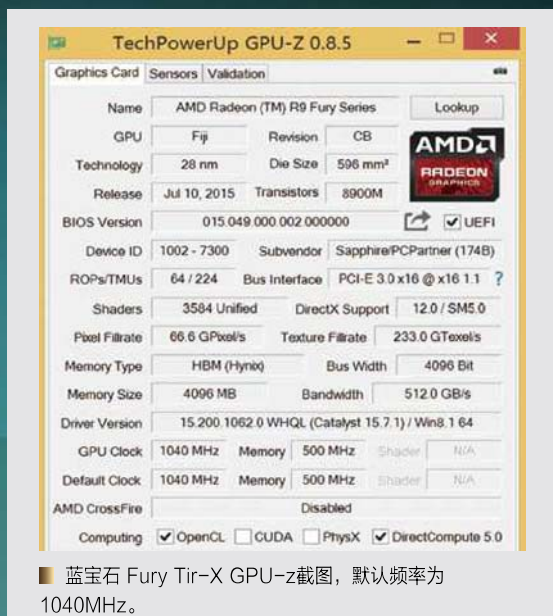 TechPowerUp GPU-Z 0.8.5
Graphics Card Sensors Validation
Name AMD Radeon (TM) R9 Fury Series Lookup
GPU Fiji Revision CB
AMD
RADEON
GRAPHICS
Technology 28 nm Die Size 596 mm²
Release Jul 10, 2015 Transistors 8900M
BIOS Version 015.049.000.002.000000 UEFI
Device ID 1002 - 7300 Subvendor Sapphire/PCPartner (174B)
ROPs/TMUs 64 / 224 Bus Interface PCI-E 3.0 x16 @ x16 1.1 ?
Shaders 3584 Unified DirectX Support 12.0 / SM5.0
Pixel Fillrate 66.6 GPixel/s Texture Fillrate 233.0 GTexel/s
Memory Type HBM (Hynix) Bus Width 4096 Bit
Memory Size 4096 MB Bandwidth 512.0 GB/s
Driver Version 15.200.1062.0 WHQL (Catalyst 15.7.1) / Win8.1 64
GPU Clock 1040 MHz Memory 500 MHz Shader N/A
Default Clock 1040 MHz Memory 500 MHz Shader N/A
AMD CrossFire Disabled
Computing OpenCL CUDA PhysX DirectCompute 5.0
蓝宝石 Fury Tir-X GPU-z截图，默认频率为
1040MHz。